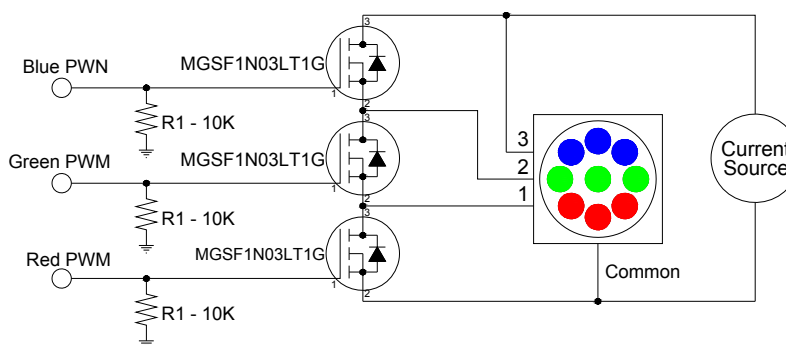 3
Blue PWN
MGSF1N03LT1G
1
R1 - 10K
2
3
3
Green PWM
MGSF1N03LT1G
2
Current
Source
1
1
R1 - 10K
2
3
Red PWM
MGSF1N03LT1G
Common
1
2
R1 - 10K